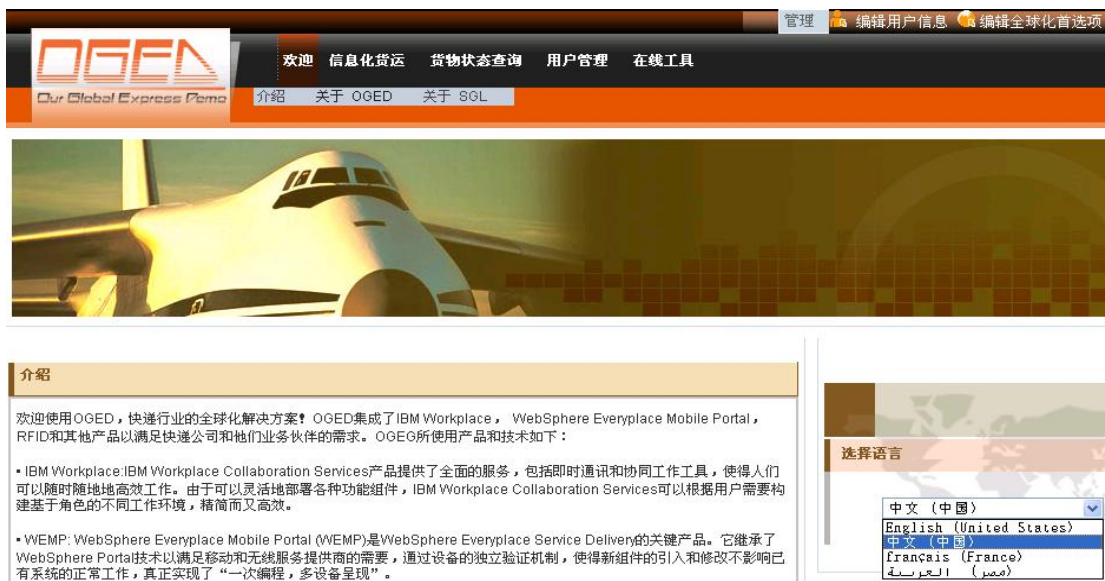 管理 编辑用户信息 编辑全球化首选项
OGED
Our Global Express Demo
欢迎 信息化货运 货物状态查询 用户管理 在线工具
介绍 关于 OGED 关于 SGL
介绍
欢迎使用OGED，快递行业的全球化解决方案！OGED集成了IBM Workplace， WebSphere Everyplace Mobile Portal，
RFID和其他产品以满足快递公司和他们业务伙伴的需求。OGEG所使用产品和技术如下：
▪ IBM Workplace:IBM Workplace Collaboration Services产品提供了全面的服务，包括即时通讯和协同工作工具，使得人们
可以随时随地地高效工作。由于可以灵活地部署各种功能组件，IBM Workplace Collaboration Services可以根据用户需要构
建基于角色的不同工作环境，精简而又高效。
▪ WEMP: WebSphere Everyplace Mobile Portal (WEMP)是WebSphere Everyplace Service Delivery的关键产品。它继承了
WebSphere Portal技术以满足移动和无线服务提供商的需要，通过设备的独立验证机制，使得新组件的引入和修改不影响已
有系统的正常工作，真正实现了“一次编程，多设备呈现”。
选择语言
中文 (中国)
English (United States)
中文 (中国)
français (France)
العربية (مصر)